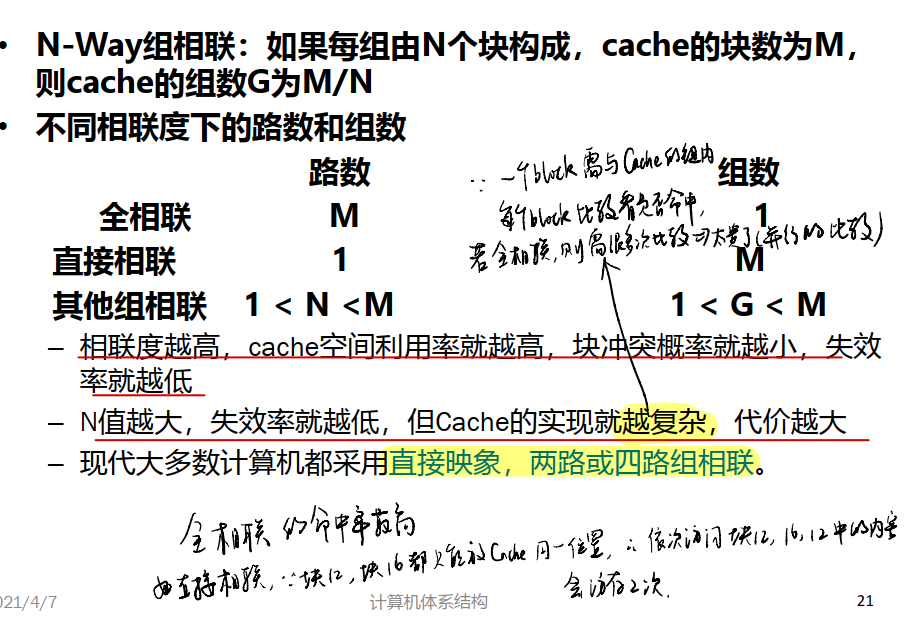 • N-Way组相联：如果每组由N个块构成，cache的块数为M，
则cache的组数G为M/N
• 不同相联度下的路数和组数
路数 组数
∵ 一个block需与Cache的组内
每个block比较看是否命中，
若全相联，则需很多次比较 太贵了(并行的比较)
全相联 M 1
直接相联 1 M
其他组相联 1 < N <M 1 < G < M
– 相联度越高，cache空间利用率就越高，块冲突概率就越小，失效
率就越低
– N值越大，失效率就越低，但Cache的实现就越复杂，代价越大
– 现代大多数计算机都采用直接映象，两路或四路组相联。
全相联的命中率最高
如直接相联，∵块12，块16都只能放Cache同一位置，∴依次访问块12，16，12中的内容
会访存2次．
021/4/7 计算机体系结构 21